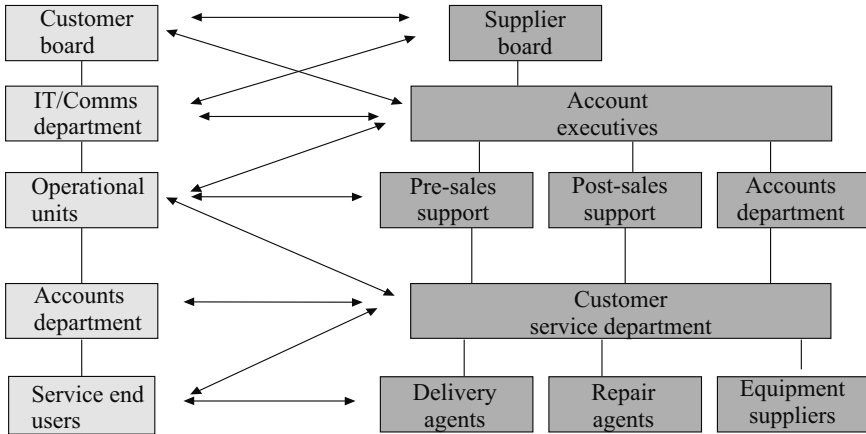 Customer
board
Supplier
board
IT/Comms
department
Account
executives
Operational
units
Pre-sales
support
Post-sales
support
Accounts
department
Accounts
department
Customer
service department
Service end
users
Delivery
agents
Repair
agents
Equipment
suppliers